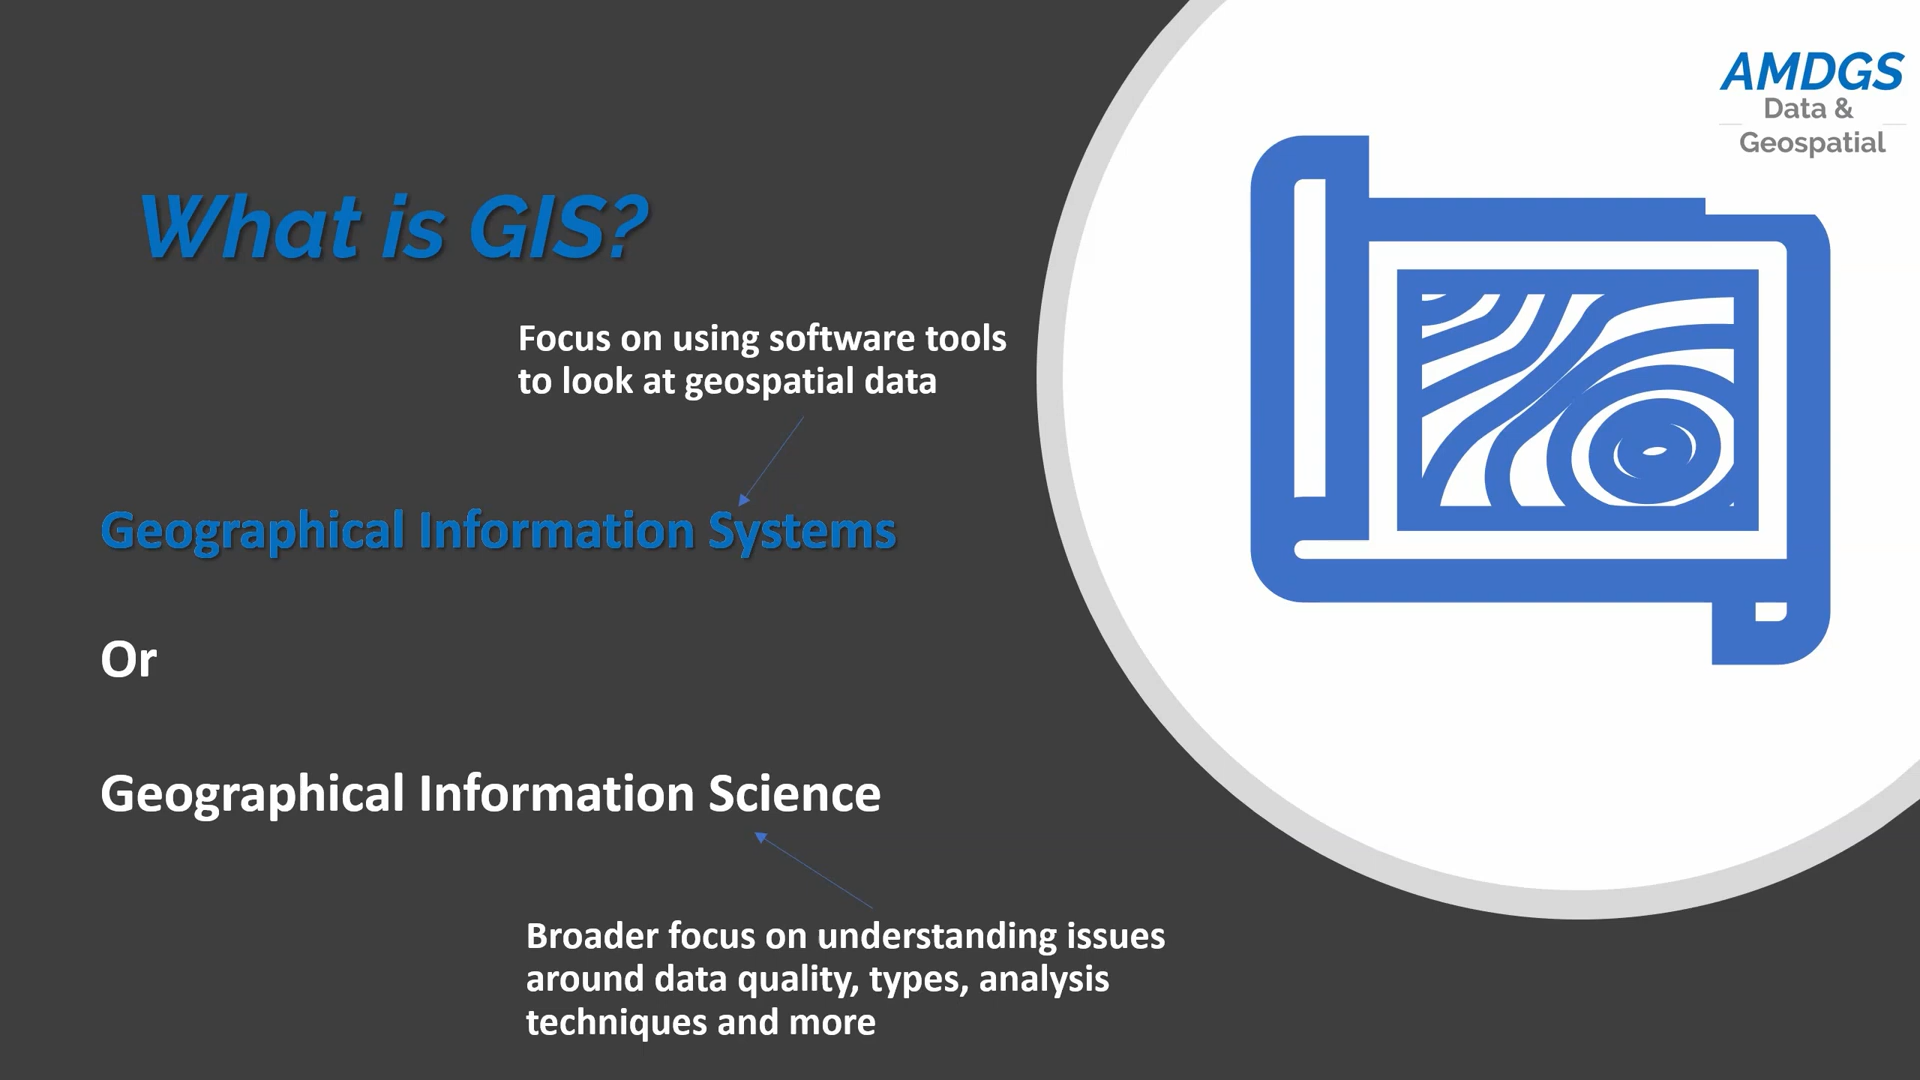 AMDGS
Data &
Geospatial
What is GIS?
Focus on using software tools
to look at geospatial data
Geographical Information Systems
Or
Geographical Information Science
Broader focus on understanding issues
around data quality, types, analysis
techniques and more